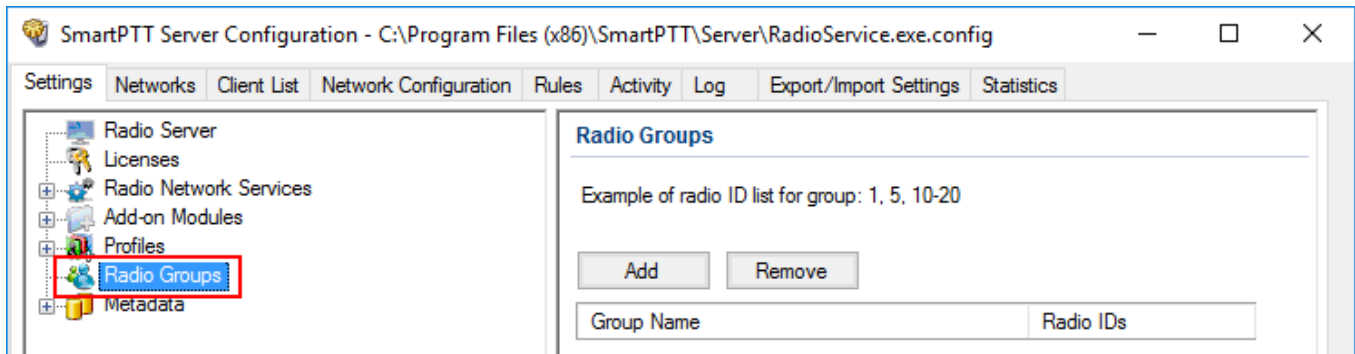 SmartPTT Server Configuration - C:\Program Files (x86)\SmartPTT\Server\RadioService.exe.config
Settings Networks Client List Network Configuration Rules Activity Log Export/Import Settings Statistics
Radio Server
Licenses
Radio Network Services
Add-on Modules
Profiles
Radio Groups
Metadata
Radio Groups
Example of radio ID list for group: 1, 5, 10-20
Add Remove
Group Name Radio IDs